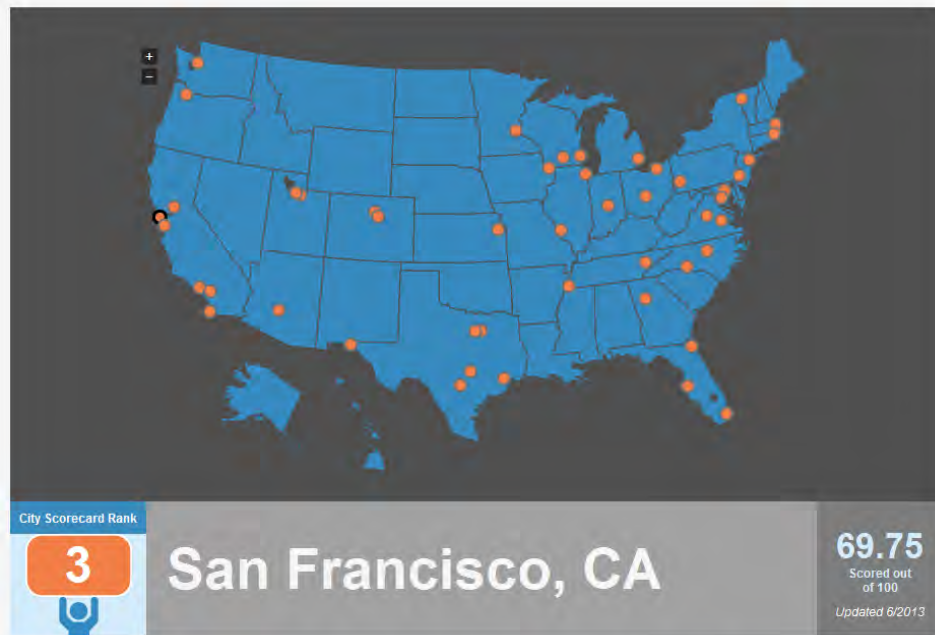 +
−
City Scorecard Rank
3
San Francisco, CA
69.75
Scored out
of 100
Updated 6/2013